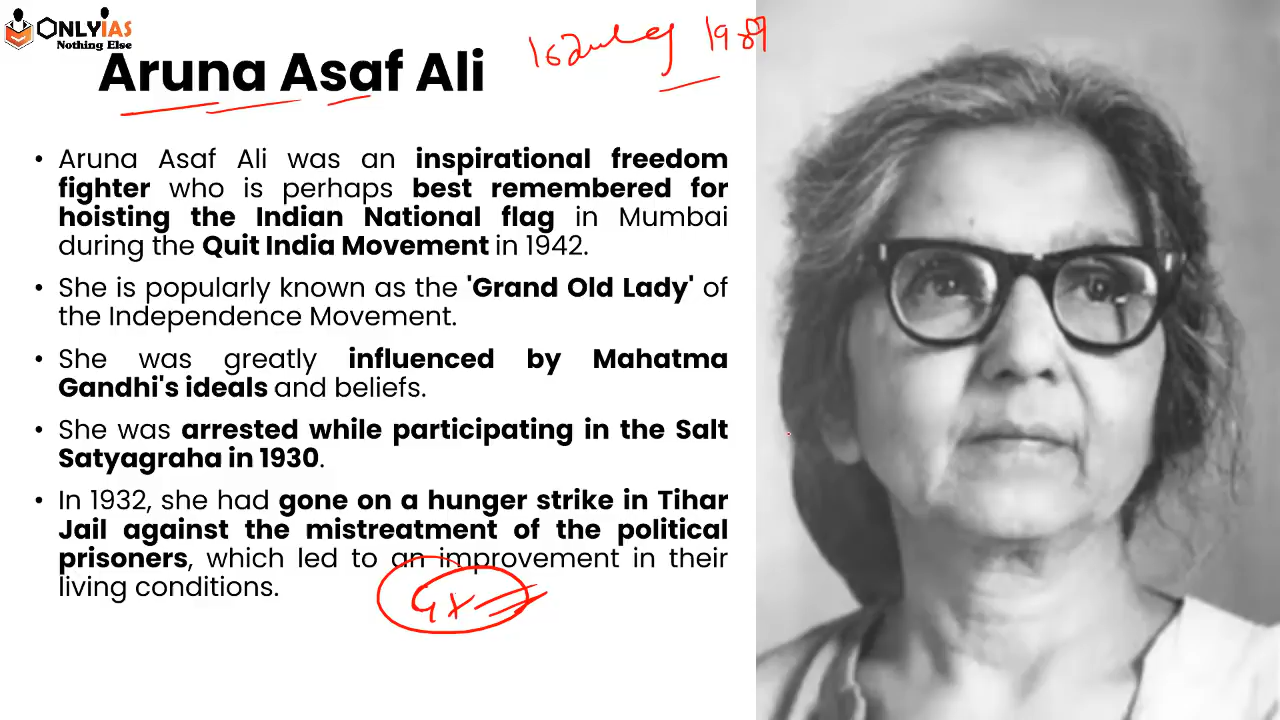 ONLYIAS
Nothing Else
16 July 1909
Aruna Asaf Ali
• Aruna Asaf Ali was an inspirational freedom
fighter who is perhaps best remembered for
hoisting the Indian National flag in Mumbai
during the Quit India Movement in 1942.
• She is popularly known as the 'Grand Old Lady' of
the Independence Movement.
• She was greatly influenced by Mahatma
Gandhi's ideals and beliefs.
• She was arrested while participating in the Salt
Satyagraha in 1930.
• In 1932, she had gone on a hunger strike in Tihar
Jail against the mistreatment of the political
prisoners, which led to an improvement in their
living conditions.